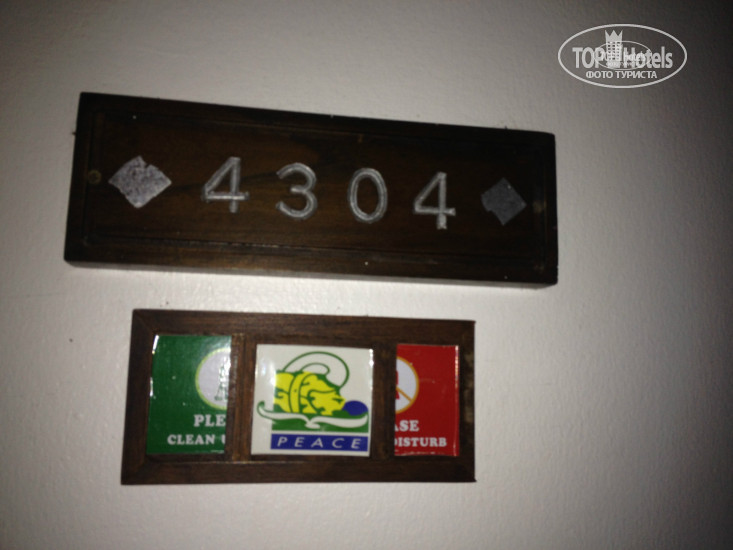 TOP Hotels
ФОТО ТУРИСТА
4304
PLE
CLEAN U
PEACE
ASE
DISTURB